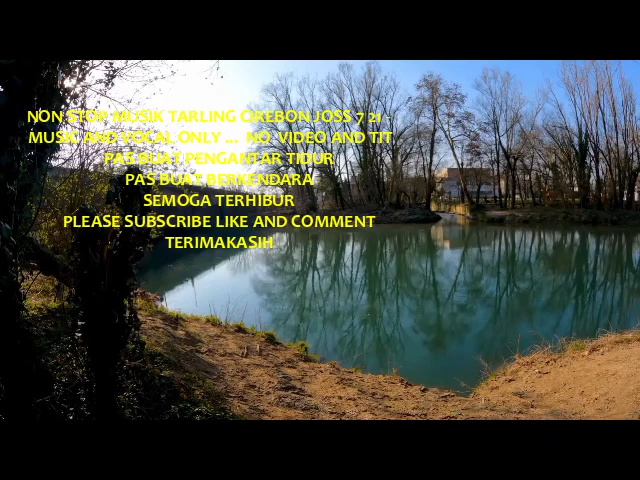 NON STOP MUSIK TARLING CIREBON JOSS 7 21
MUSIC AND VOCAL ONLY ... NO VIDEO AND TIT
PAS BUAT PENGANTAR TIDUR
PAS BUAT BERKENDARA
SEMOGA TERHIBUR
PLEASE SUBSCRIBE LIKE AND COMMENT
TERIMAKASIH